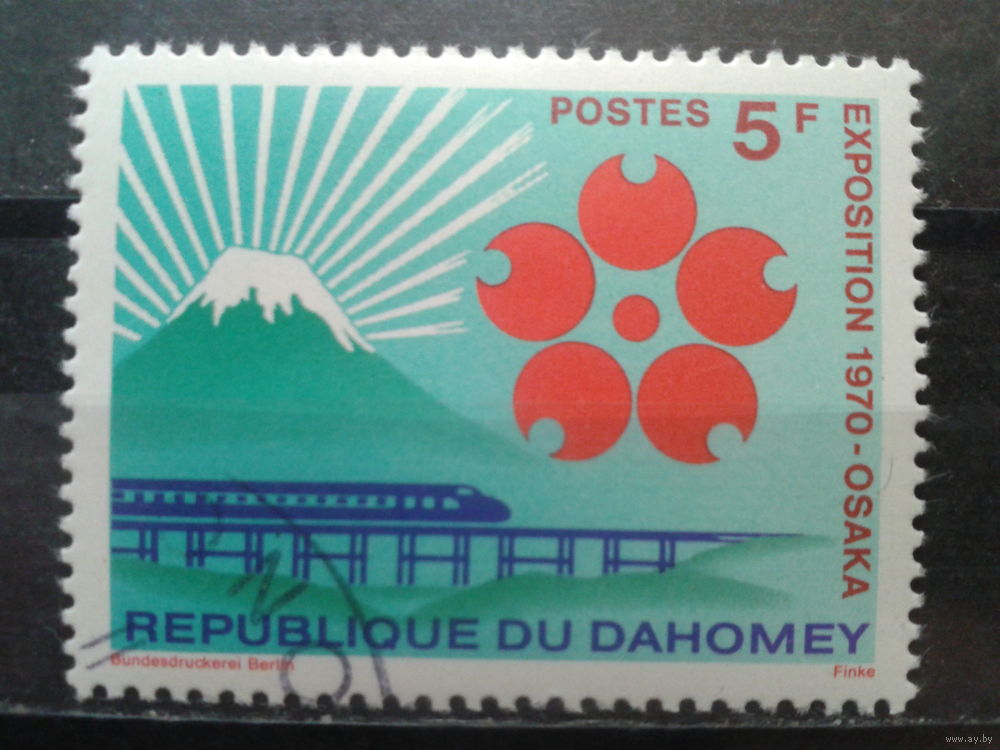 POSTES 5F
EXPOSITION 1970-OSAKA
REPUBLIQUE DU DAHOMEY
Bundesdruckerei Berlin
Finke
www.ay.by